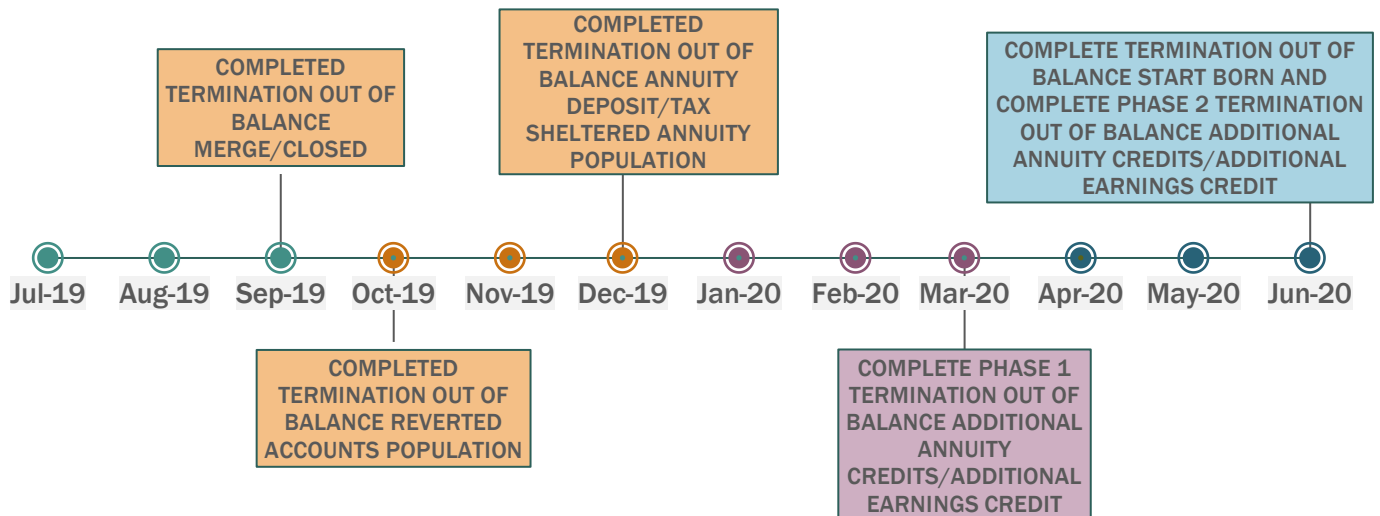 COMPLETED
TERMINATION OUT OF
BALANCE
MERGE/CLOSED
COMPLETED
TERMINATION OUT OF
BALANCE ANNUITY
DEPOSIT/TAX
SHELTERED ANNUITY
POPULATION
COMPLETE TERMINATION OUT OF
BALANCE START BORN AND
COMPLETE PHASE 2 TERMINATION
OUT OF BALANCE ADDITIONAL
ANNUITY CREDITS/ADDITIONAL
EARNINGS CREDIT
Jul-19 Aug-19 Sep-19 Oct-19 Nov-19 Dec-19 Jan-20 Feb-20 Mar-20 Apr-20 May-20 Jun-20
COMPLETED
TERMINATION OUT OF
BALANCE REVERTED
ACCOUNTS POPULATION
COMPLETE PHASE 1
TERMINATION OUT OF
BALANCE ADDITIONAL
ANNUITY
CREDITS/ADDITIONAL
EARNINGS CREDIT